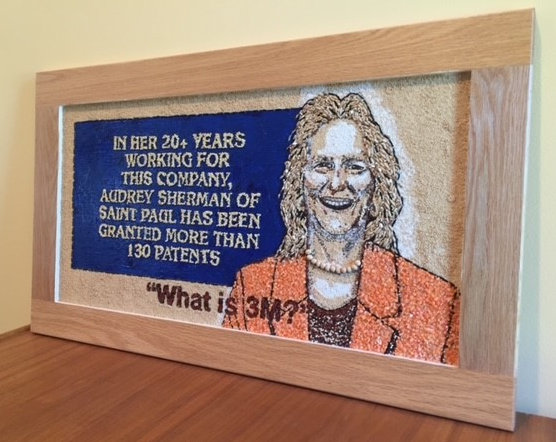 IN HER 20+ YEARS
WORKING FOR
THIS COMPANY,
AUDREY SHERMAN OF
SAINT PAUL HAS BEEN
GRANTED MORE THAN
130 PATENTS
"What is 3M?"